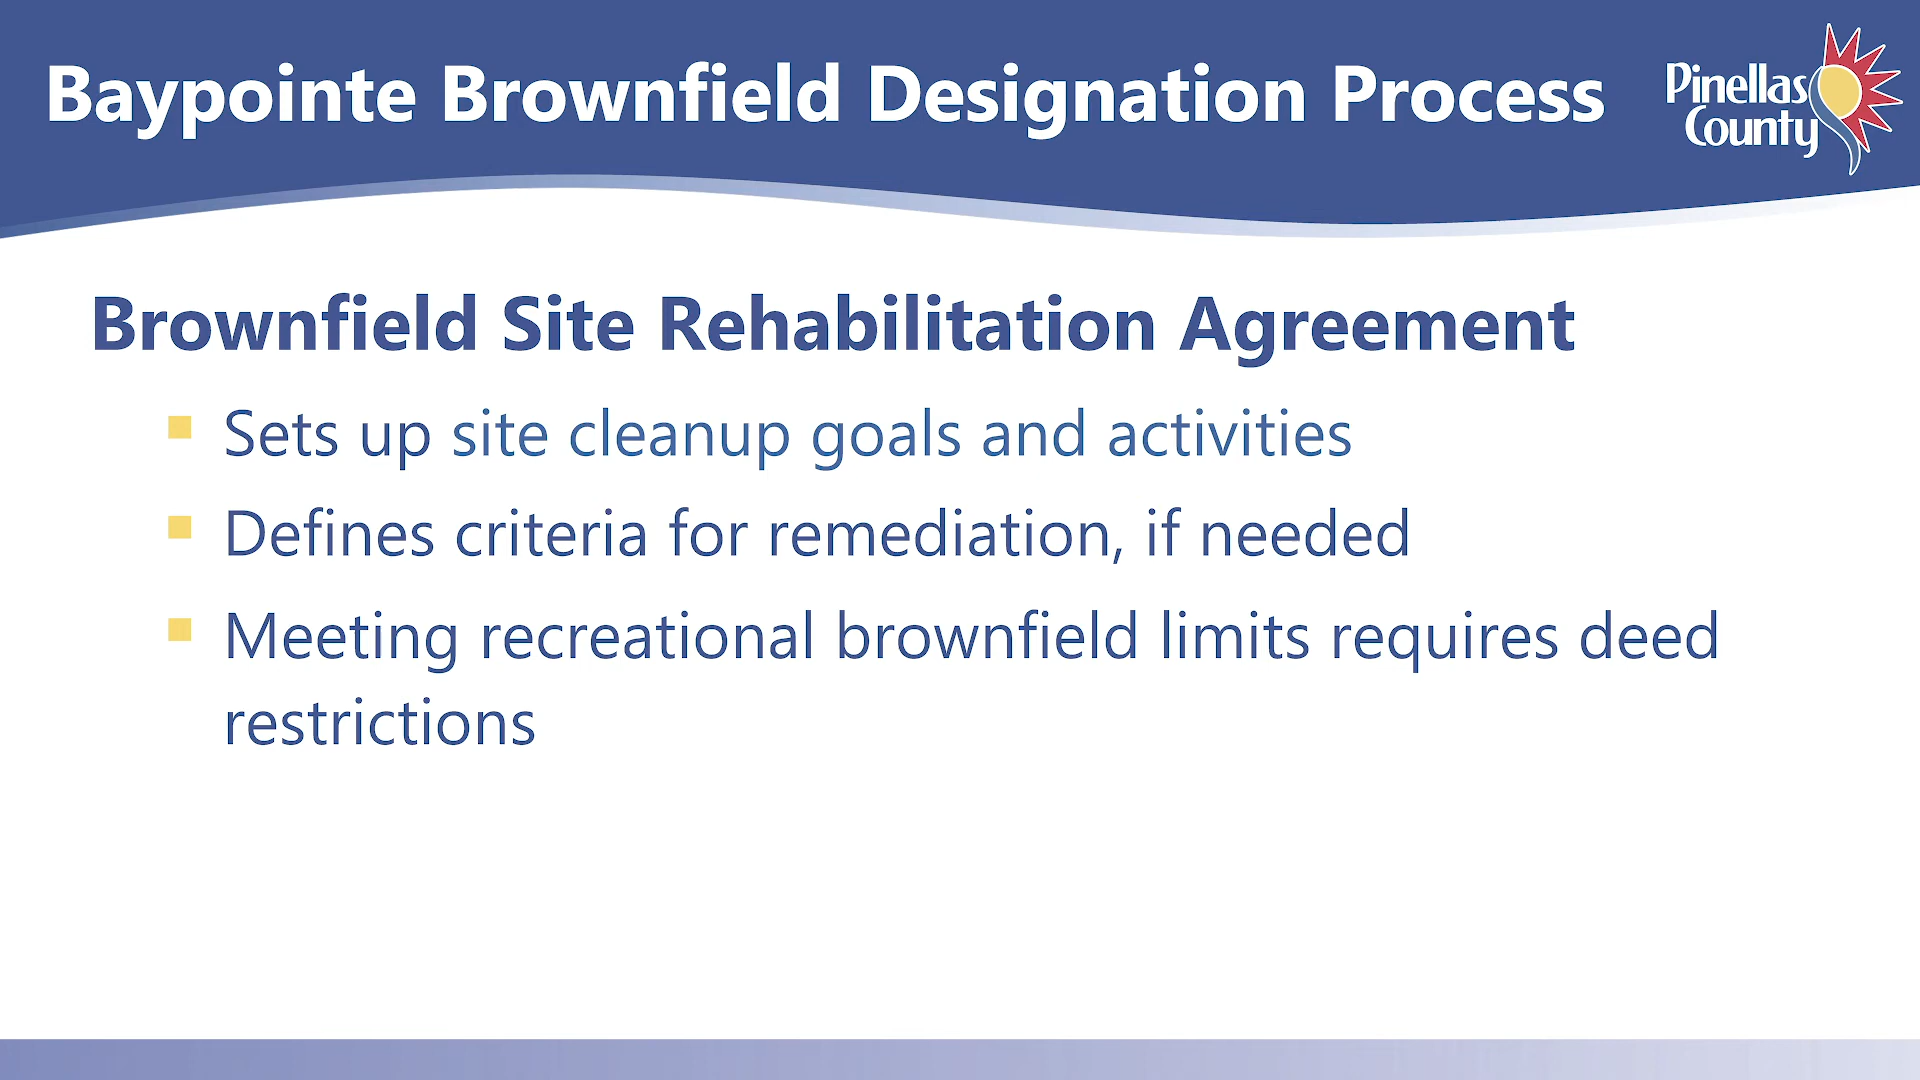 Baypointe Brownfield Designation Process
Pinellas
County
Brownfield Site Rehabilitation Agreement
Sets up site cleanup goals and activities
Defines criteria for remediation, if needed
Meeting recreational brownfield limits requires deed
restrictions